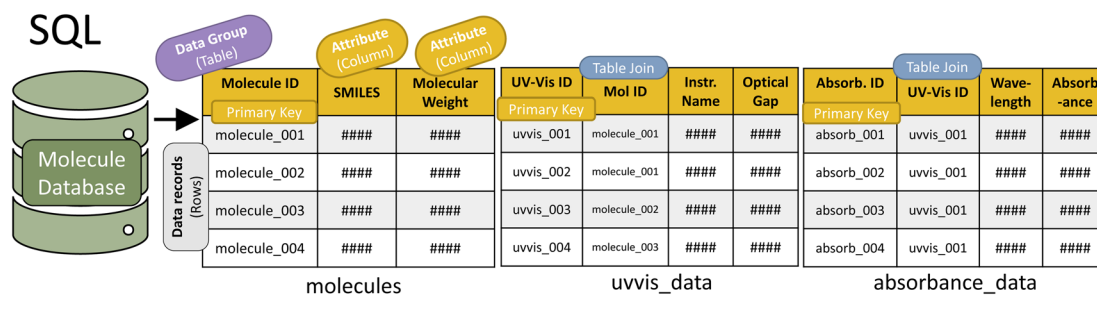 SQL
Molecule
Database
Data Group
(Table)
Attribute
(Column)
Attribute
(Column)
Data records
(Rows)
Molecule ID
Primary Key
SMILES
Molecular
Weight
molecule_001 #### ####
molecule_002 #### ####
molecule_003 #### ####
molecule_004 #### ####
molecules
UV-Vis ID
Primary Key
Table Join
Mol ID
Instr.
Name
Optical
Gap
uvvis_001 molecule_001 #### ####
uvvis_002 molecule_001 #### ####
uvvis_003 molecule_002 #### ####
uvvis_004 molecule_003 #### ####
uvvis_data
Absorb. ID
Primary Key
Table Join
UV-Vis ID
Wave-
length
Absorb
-ance
absorb_001 uvvis_001 #### ####
absorb_002 uvvis_001 #### ####
absorb_003 uvvis_001 #### ####
absorb_004 uvvis_001 #### ####
absorbance_data